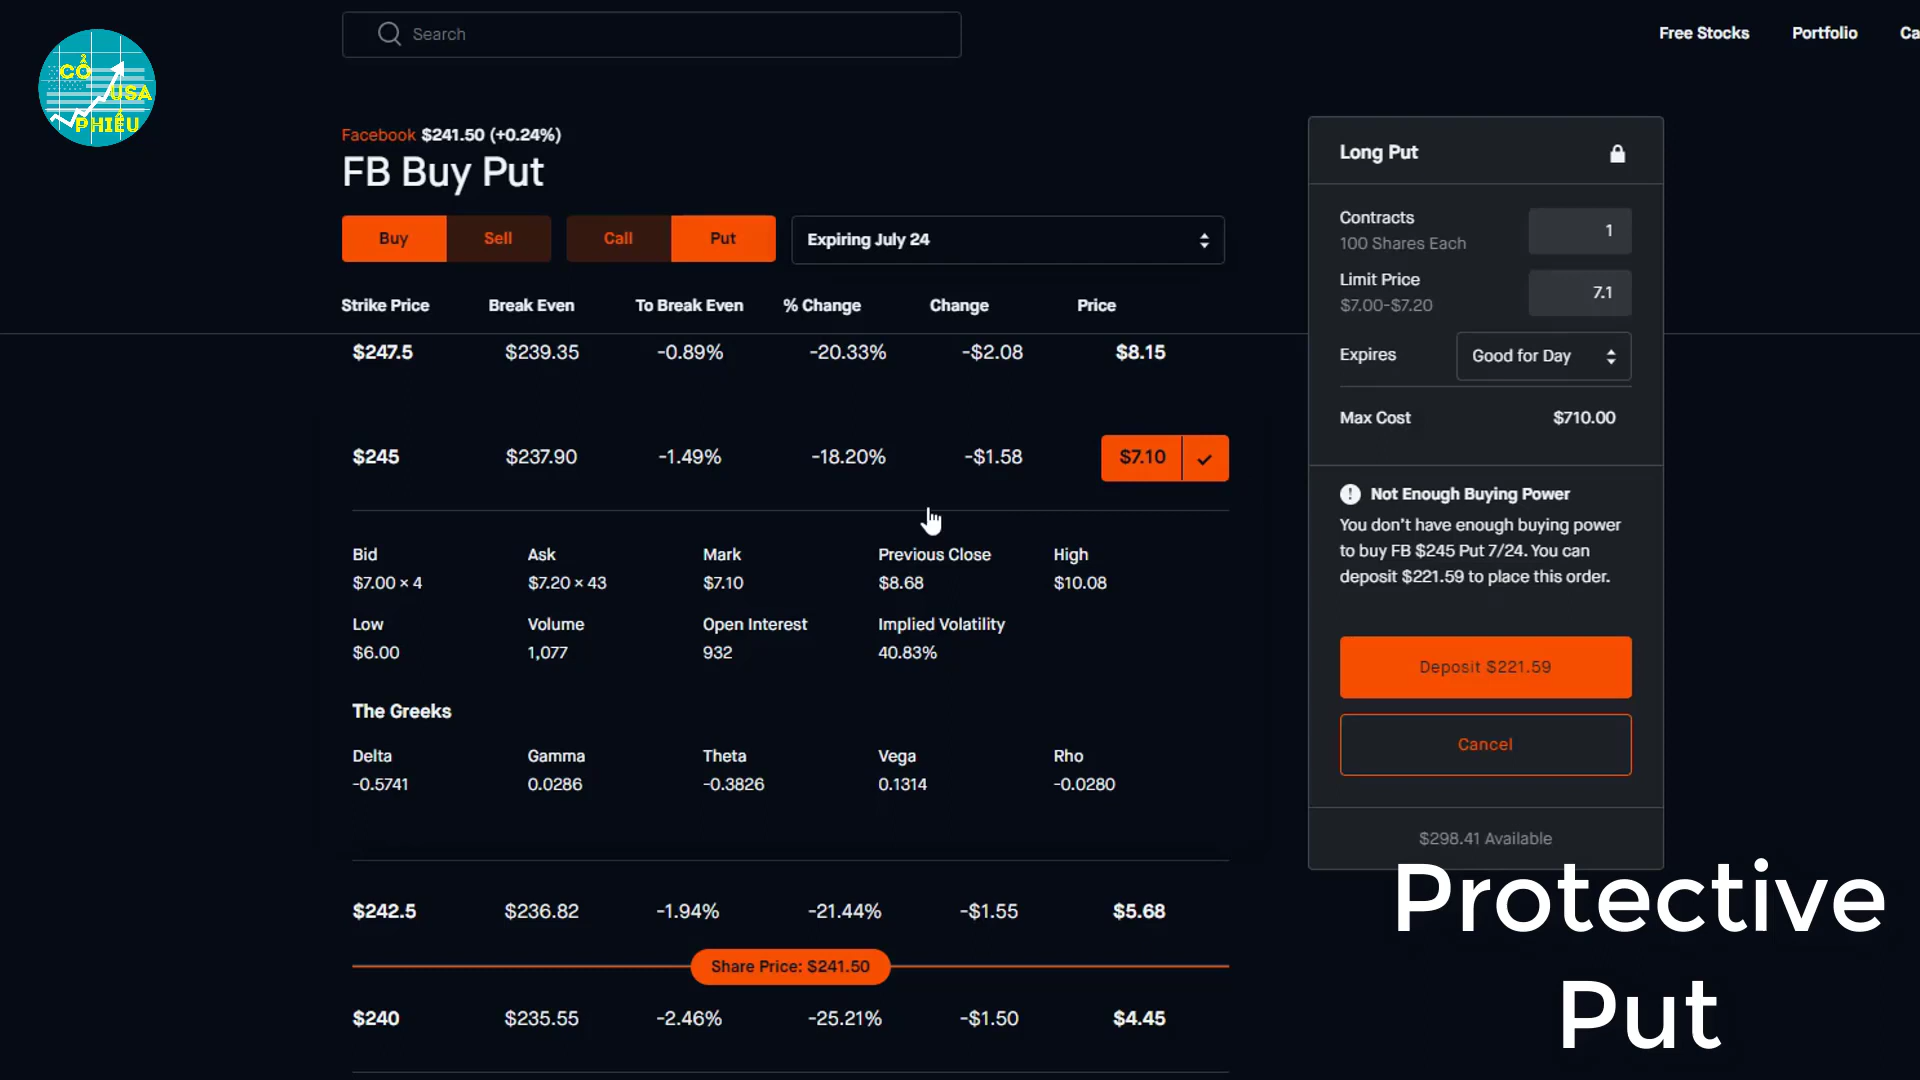 Search
Free Stocks Portfolio Ca
CỔ
USA
PHIẾU
Facebook $241.50 (+0.24%)
FB Buy Put
Buy Sell Call Put Expiring July 24
Strike Price Break Even To Break Even % Change Change Price
$247.5 $239.35 -0.89% -20.33% -$2.08 $8.15
$245 $237.90 -1.49% -18.20% -$1.58 $7.10
Bid Ask Mark Previous Close High
$7.00 × 4 $7.20 × 43 $7.10 $8.68 $10.08
Low Volume Open Interest Implied Volatility
$6.00 1,077 932 40.83%
The Greeks
Delta Gamma Theta Vega Rho
-0.5741 0.0286 -0.3826 0.1314 -0.0280
$242.5 $236.82 -1.94% -21.44% -$1.55 $5.68
Share Price: $241.50
$240 $235.55 -2.46% -25.21% -$1.50 $4.45
Long Put
Contracts 1
100 Shares Each
Limit Price 7.1
$7.00-$7.20
Expires Good for Day
Max Cost $710.00
Not Enough Buying Power
You don't have enough buying power
to buy FB $245 Put 7/24. You can
deposit $221.59 to place this order.
Deposit $221.59
Cancel
$298.41 Available
Protective
Put